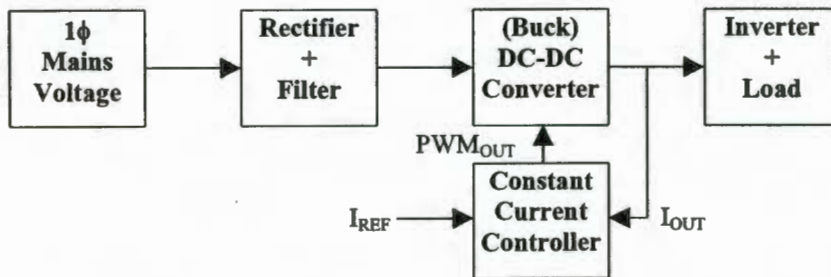 1ϕ
Mains
Voltage
Rectifier
+
Filter
(Buck)
DC-DC
Converter
Inverter
+
Load
PWM_OUT
Constant
Current
Controller
I_REF
I_OUT